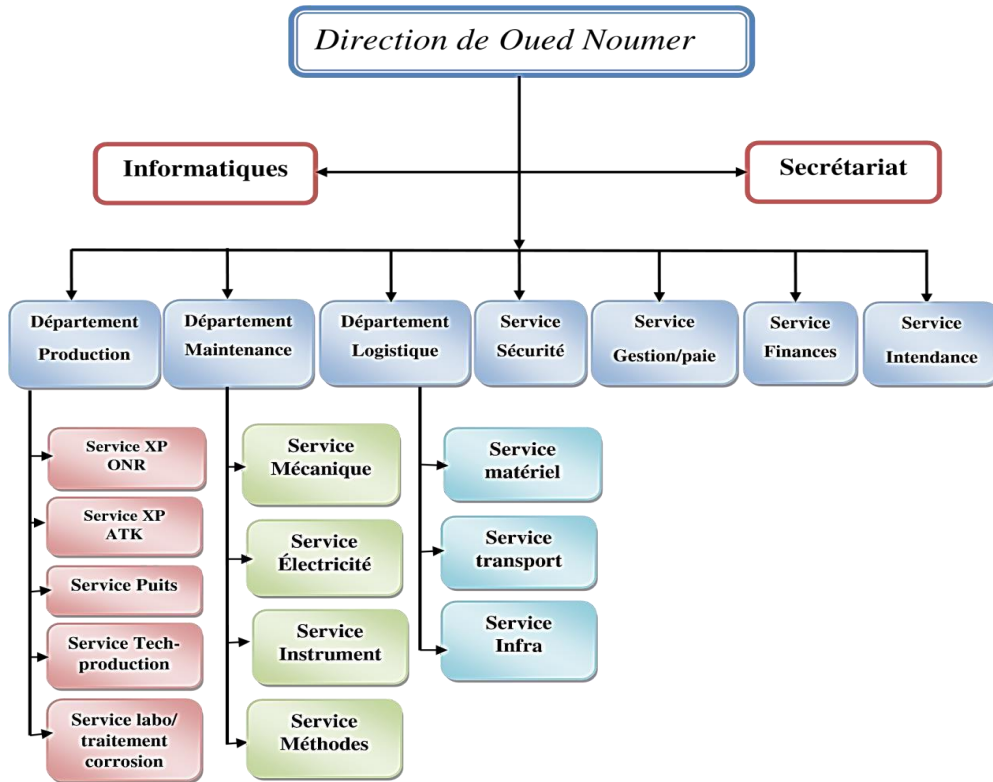 Direction de Oued Noumer
Informatiques
Secrétariat
Département
Production
Département
Maintenance
Département
Logistique
Service
Sécurité
Service
Gestion/paie
Service
Finances
Service
Intendance
Service XP
ONR
Service XP
ATK
Service Puits
Service Tech-
production
Service labo/
traitement
corrosion
Service
Mécanique
Service
Électricité
Service
Instrument
Service
Méthodes
Service
matériel
Service
transport
Service
Infra